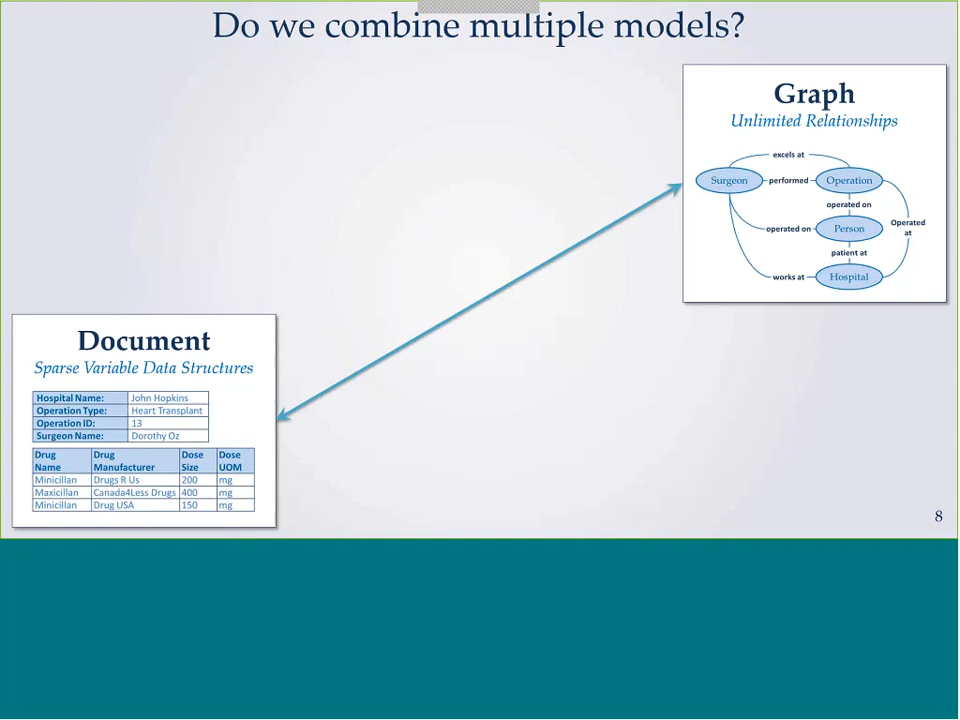 Do we combine multiple models?
Graph
Unlimited Relationships
excels at
Surgeon performed Operation
operated on
operated on Person Operated at
patient at
works at Hospital
Document
Sparse Variable Data Structures
Hospital Name: John Hopkins
Operation Type: Heart Transplant
Operation ID: 13
Surgeon Name: Dorothy Oz
Drug Name Drug Manufacturer Dose Size Dose UOM
Minicillan Drugs R Us 200 mg
Maxicillan Canada4Less Drugs 400 mg
Minicillan Drug USA 150 mg
8